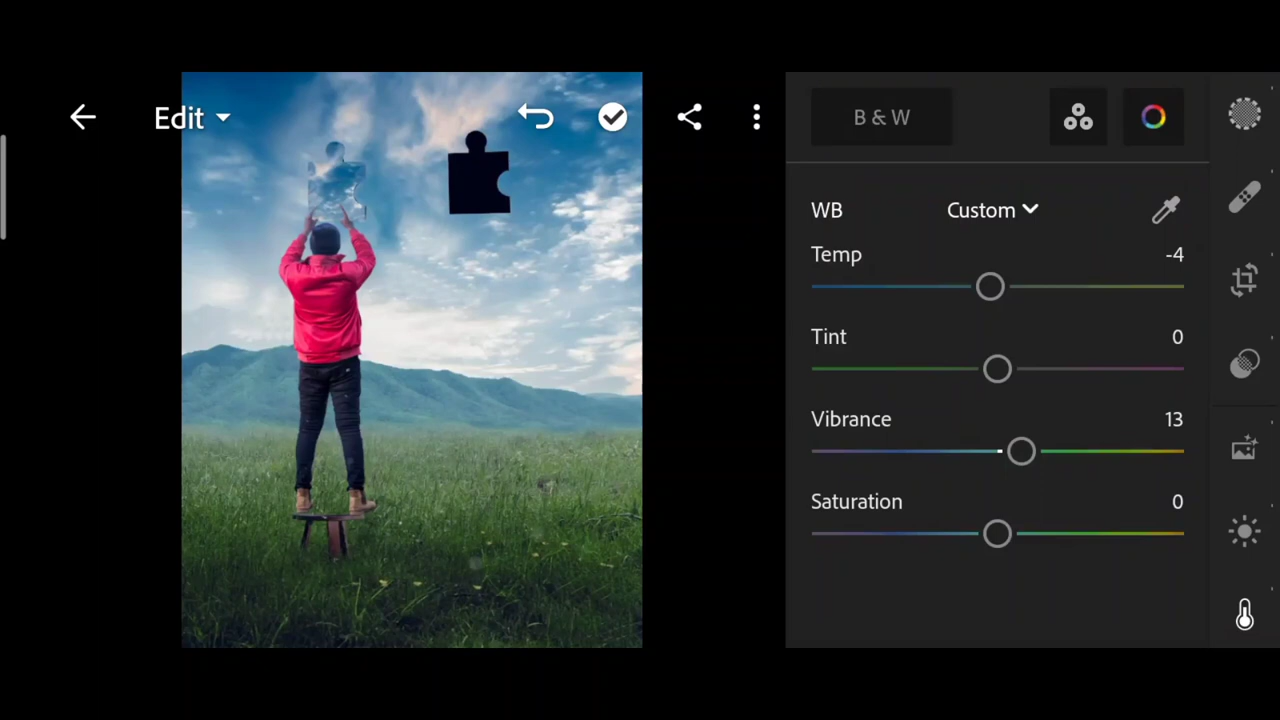 Edit
B & W
WB Custom
Temp -4
Tint 0
Vibrance 13
Saturation 0